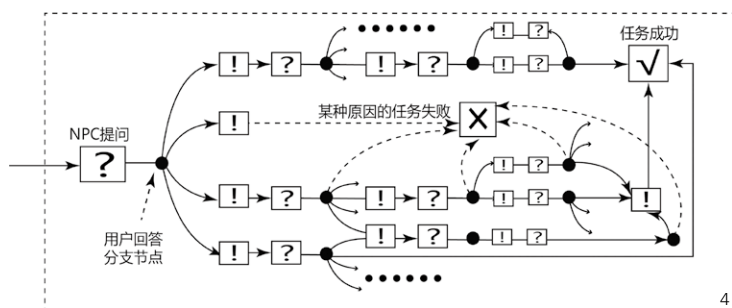 任务成功
! ? ! ? ! ?
! ? √
某种原因的任务失败
NPC提问
! X
?
! ?
! ? ! ? ! ? !
用户回答
分支节点
! ? ! ? ! ?
4